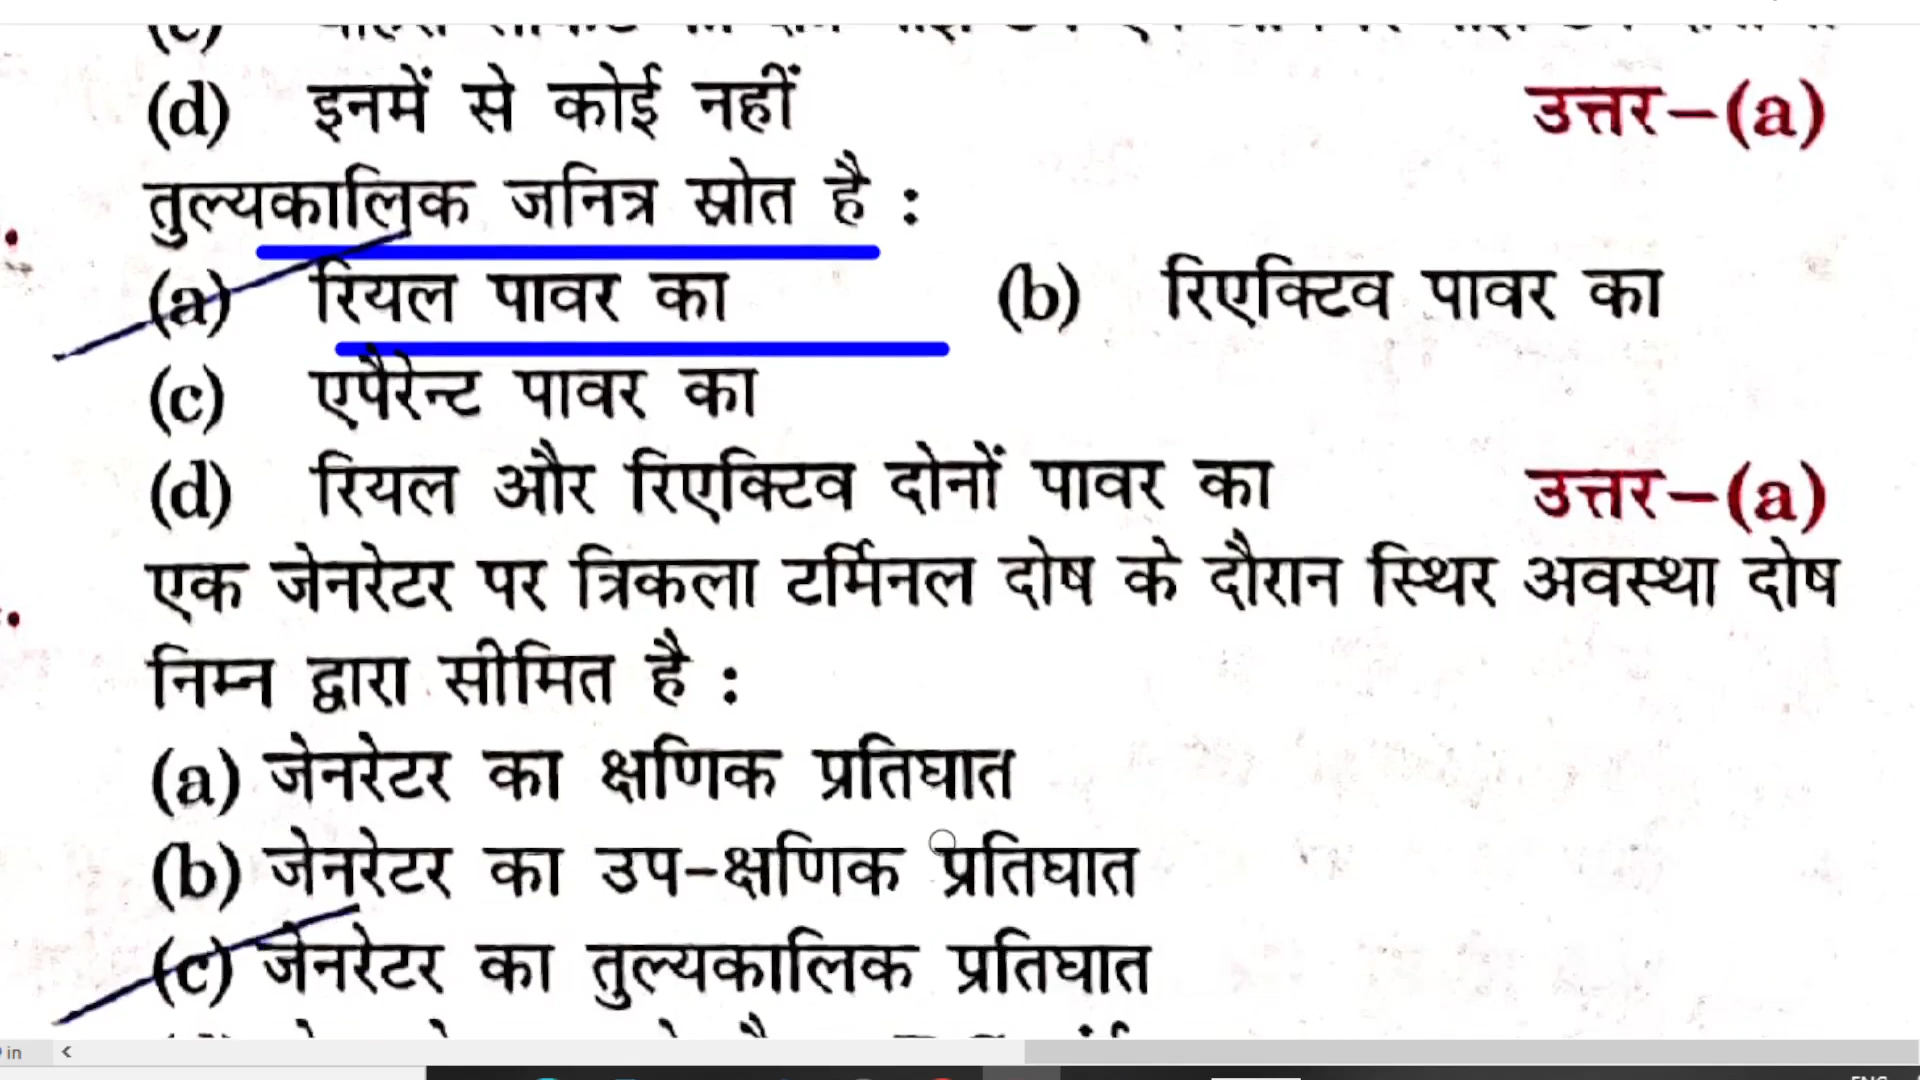 (d) इनमें से कोई नहीं उत्तर–(a)
तुल्यकालिक जनित्र स्रोत है :
(a) रियल पावर का (b) रिएक्टिव पावर का
(c) एपैरेन्ट पावर का
(d) रियल और रिएक्टिव दोनों पावर का उत्तर–(a)
एक जेनरेटर पर त्रिकला टर्मिनल दोष के दौरान स्थिर अवस्था दोष
निम्न द्वारा सीमित है :
(a) जेनरेटर का क्षणिक प्रतिघात
(b) जेनरेटर का उप-क्षणिक प्रतिघात
(c) जेनरेटर का तुल्यकालिक प्रतिघात
in <